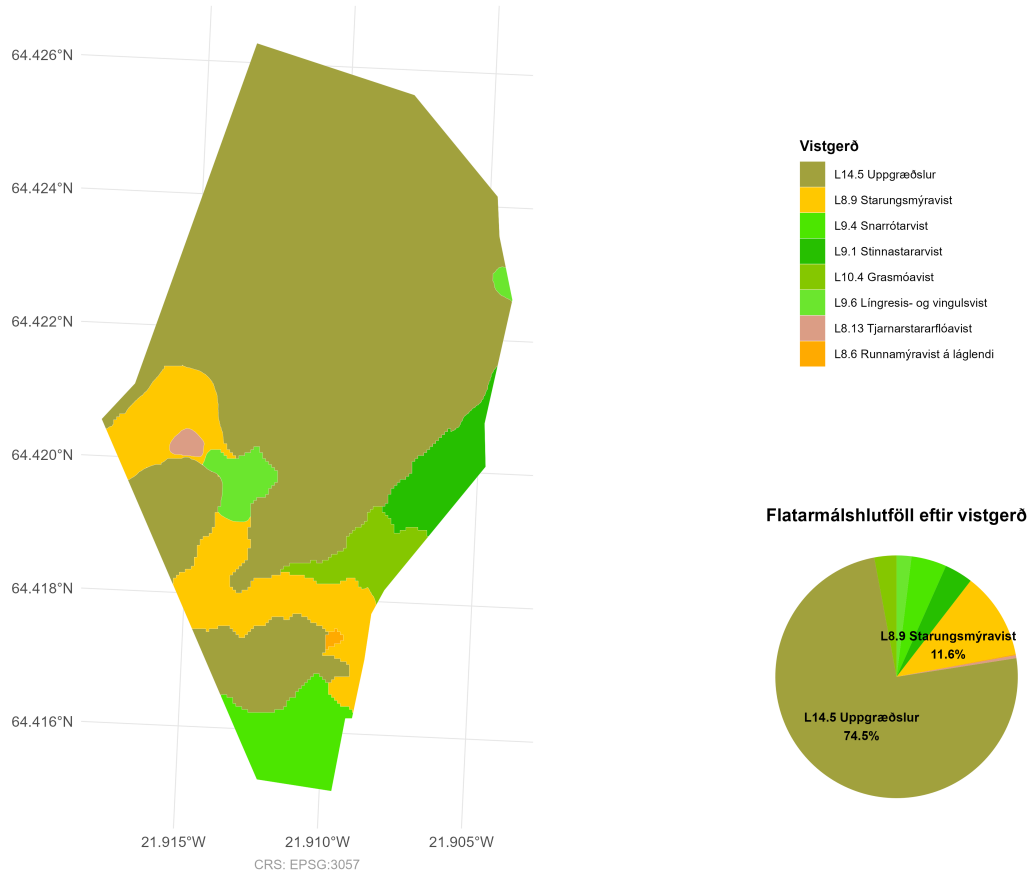 64.426°N
64.424°N
64.422°N
64.420°N
64.418°N
64.416°N
21.915°W
21.910°W
21.905°W
CRS: EPSG:3057
Vistgerð
L14.5 Uppgræðslur
L8.9 Starungsmýravist
L9.4 Snarrótarvist
L9.1 Stinnastararvist
L10.4 Grasmóavist
L9.6 Língresis- og vingulsvist
L8.13 Tjarnastararflóavist
L8.6 Runnamýravist á láglendi
Flatarmálshlutföll eftir vistgerð
L8.9 Starungsmýravist
11.6%
L14.5 Uppgræðslur
74.5%